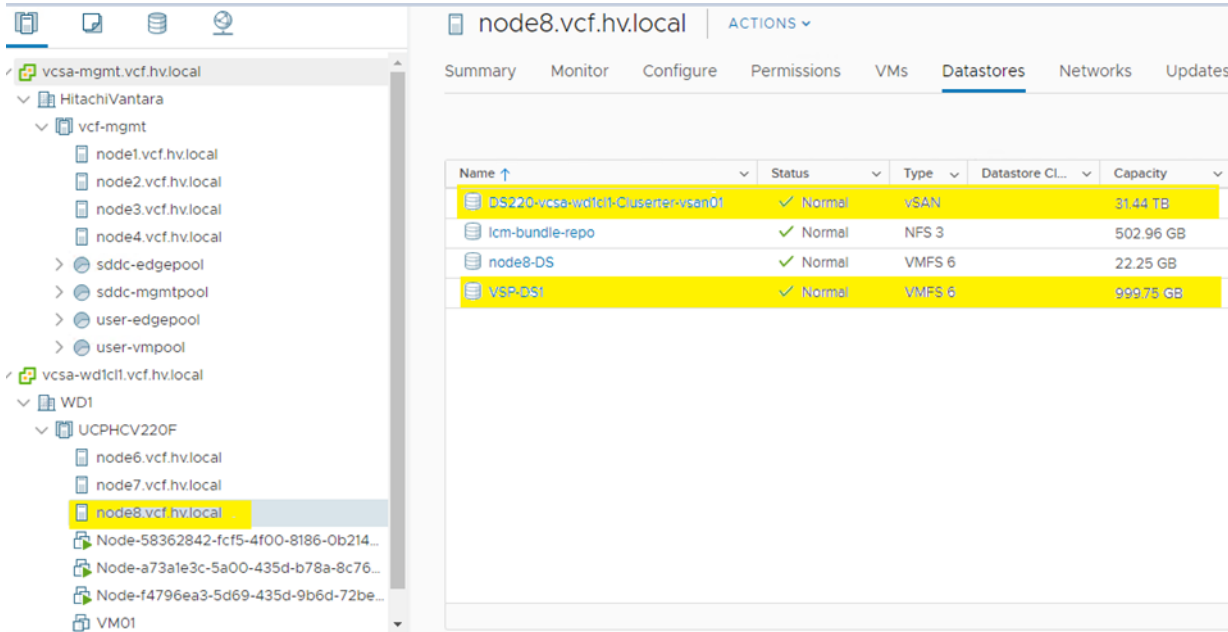 vcsa-mgmt.vcf.hv.local
HitachiVantara
vcf-mgmt
node1.vcf.hv.local
node2.vcf.hv.local
node3.vcf.hv.local
node4.vcf.hv.local
sddc-edgepool
sddc-mgmtpool
user-edgepool
user-vmpool
vcsa-wd1cl1.vcf.hv.local
WD1
UCPHCV220F
node6.vcf.hv.local
node7.vcf.hv.local
node8.vcf.hv.local
Node-58362842-fcf5-4f00-8186-0b214...
Node-a73a1e3c-5a00-435d-b78a-8c76...
Node-f4796ea3-5d69-435d-9b6d-72be...
VM01
node8.vcf.hv.local ACTIONS
Summary Monitor Configure Permissions VMs Datastores Networks Updates
Name Status Type Datastore Cl... Capacity
DS220-vcsa-wd1cl1-Cluserter-vsan01 Normal vSAN 31.44 TB
lcm-bundle-repo Normal NFS 3 502.96 GB
node8-DS Normal VMFS 6 22.25 GB
VSP-DS1 Normal VMFS 6 999.75 GB